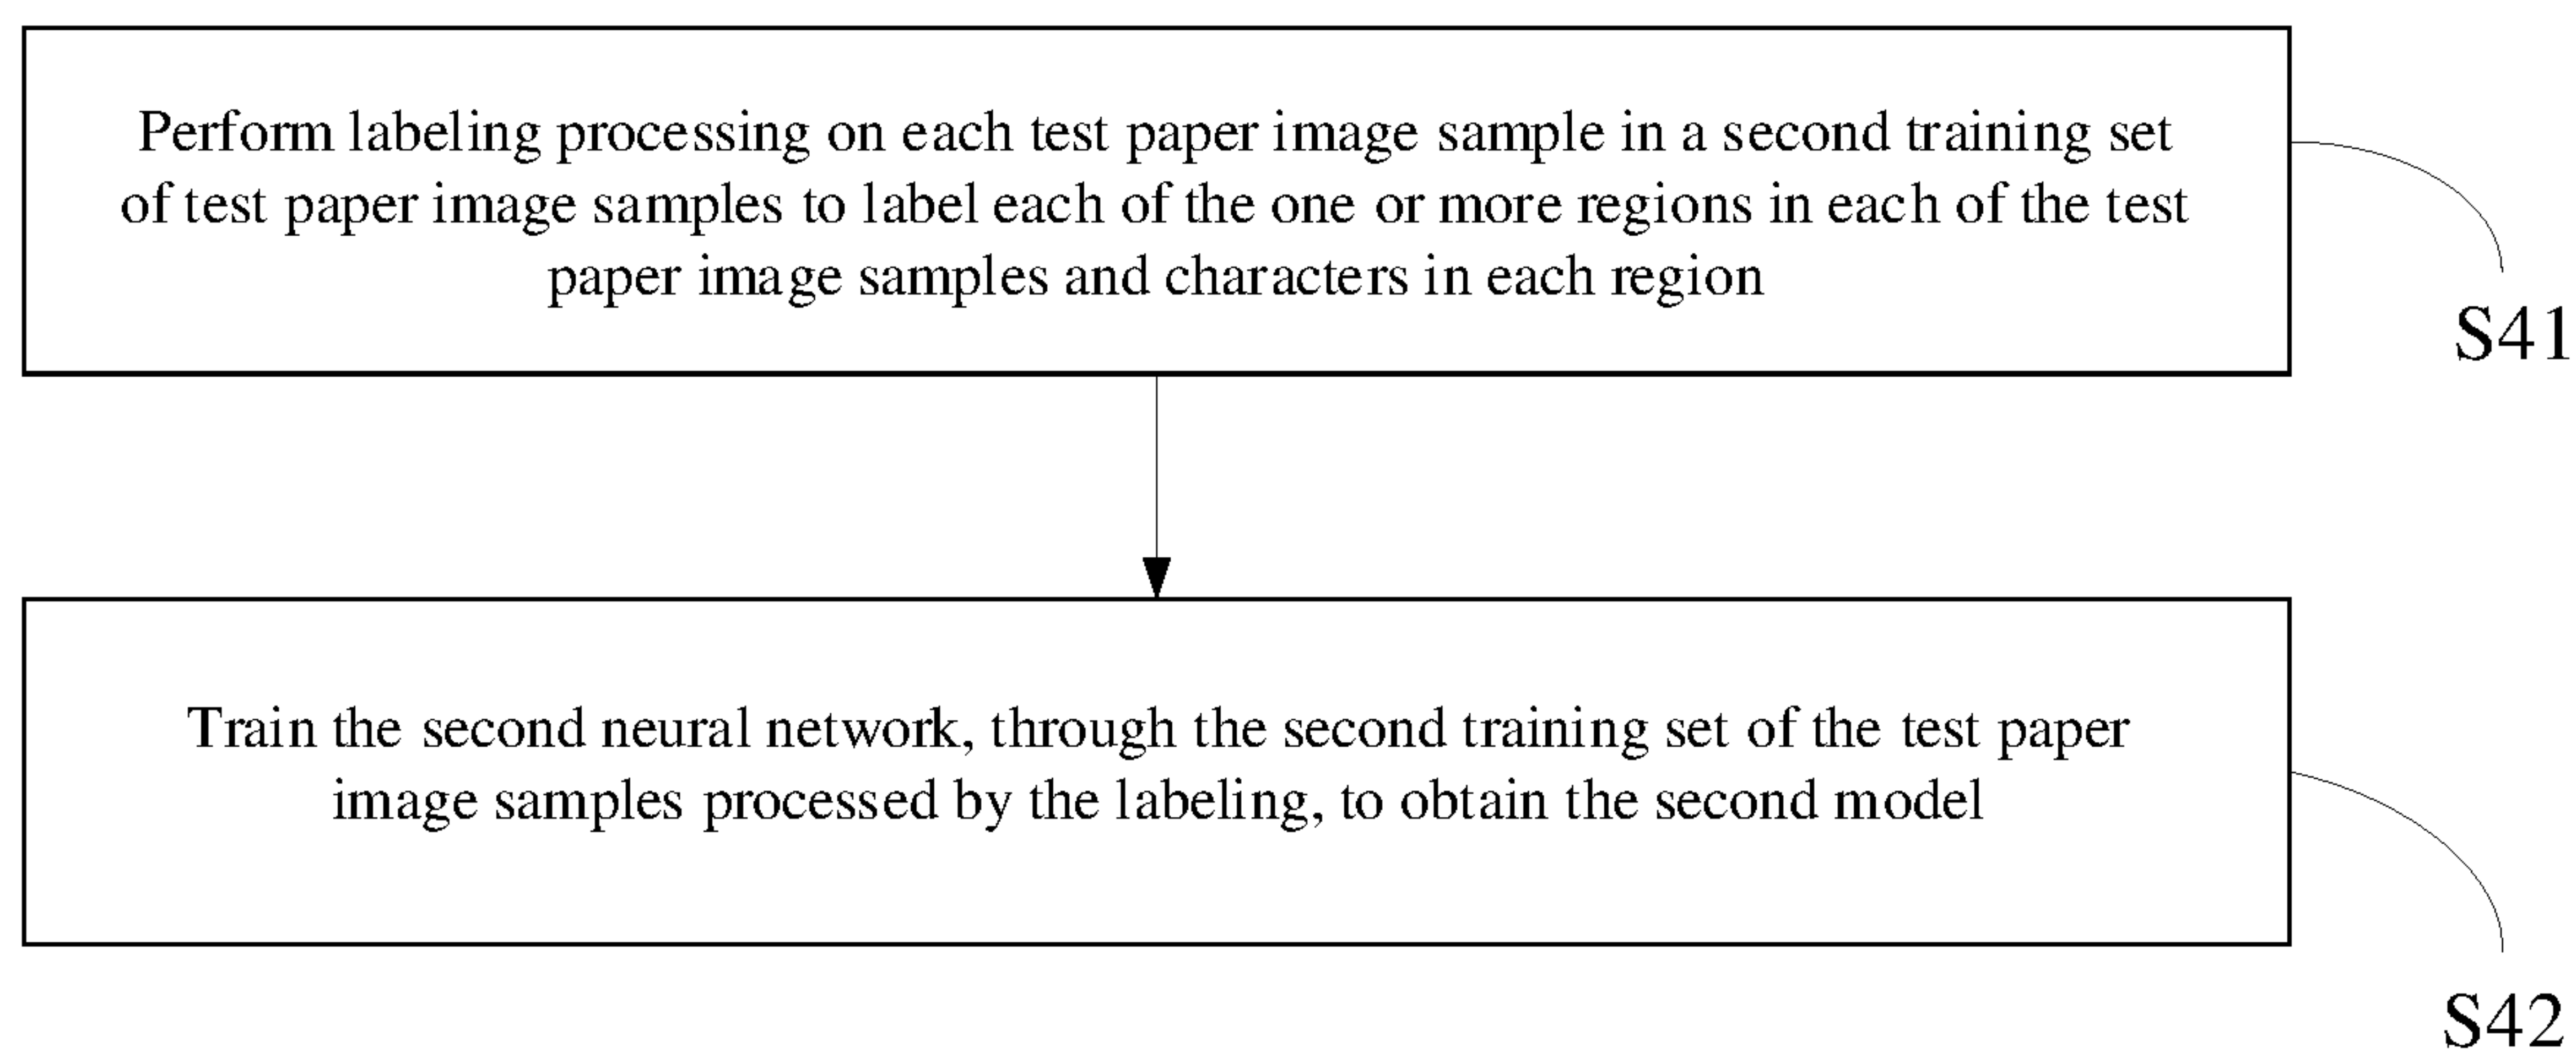 Perform labeling processing on each test paper image sample in a second training set
of test paper image samples to label each of the one or more regions in each of the test
paper image samples and characters in each region
S41
Train the second neural network, through the second training set of the test paper
image samples processed by the labeling, to obtain the second model
S42